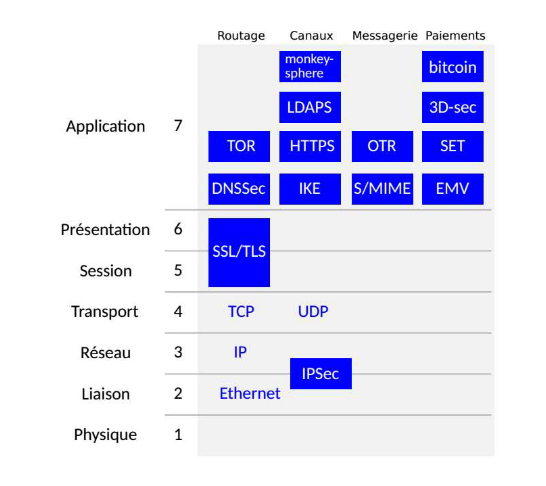 Routage Canaux Messagerie Paiements
monkey-
sphere
bitcoin
LDAPS 3D-sec
Application 7
TOR HTTPS OTR SET
DNSSec IKE S/MIME EMV
Présentation 6
SSL/TLS
Session 5
Transport 4 TCP UDP
Réseau 3 IP
IPSec
Liaison 2 Ethernet
Physique 1